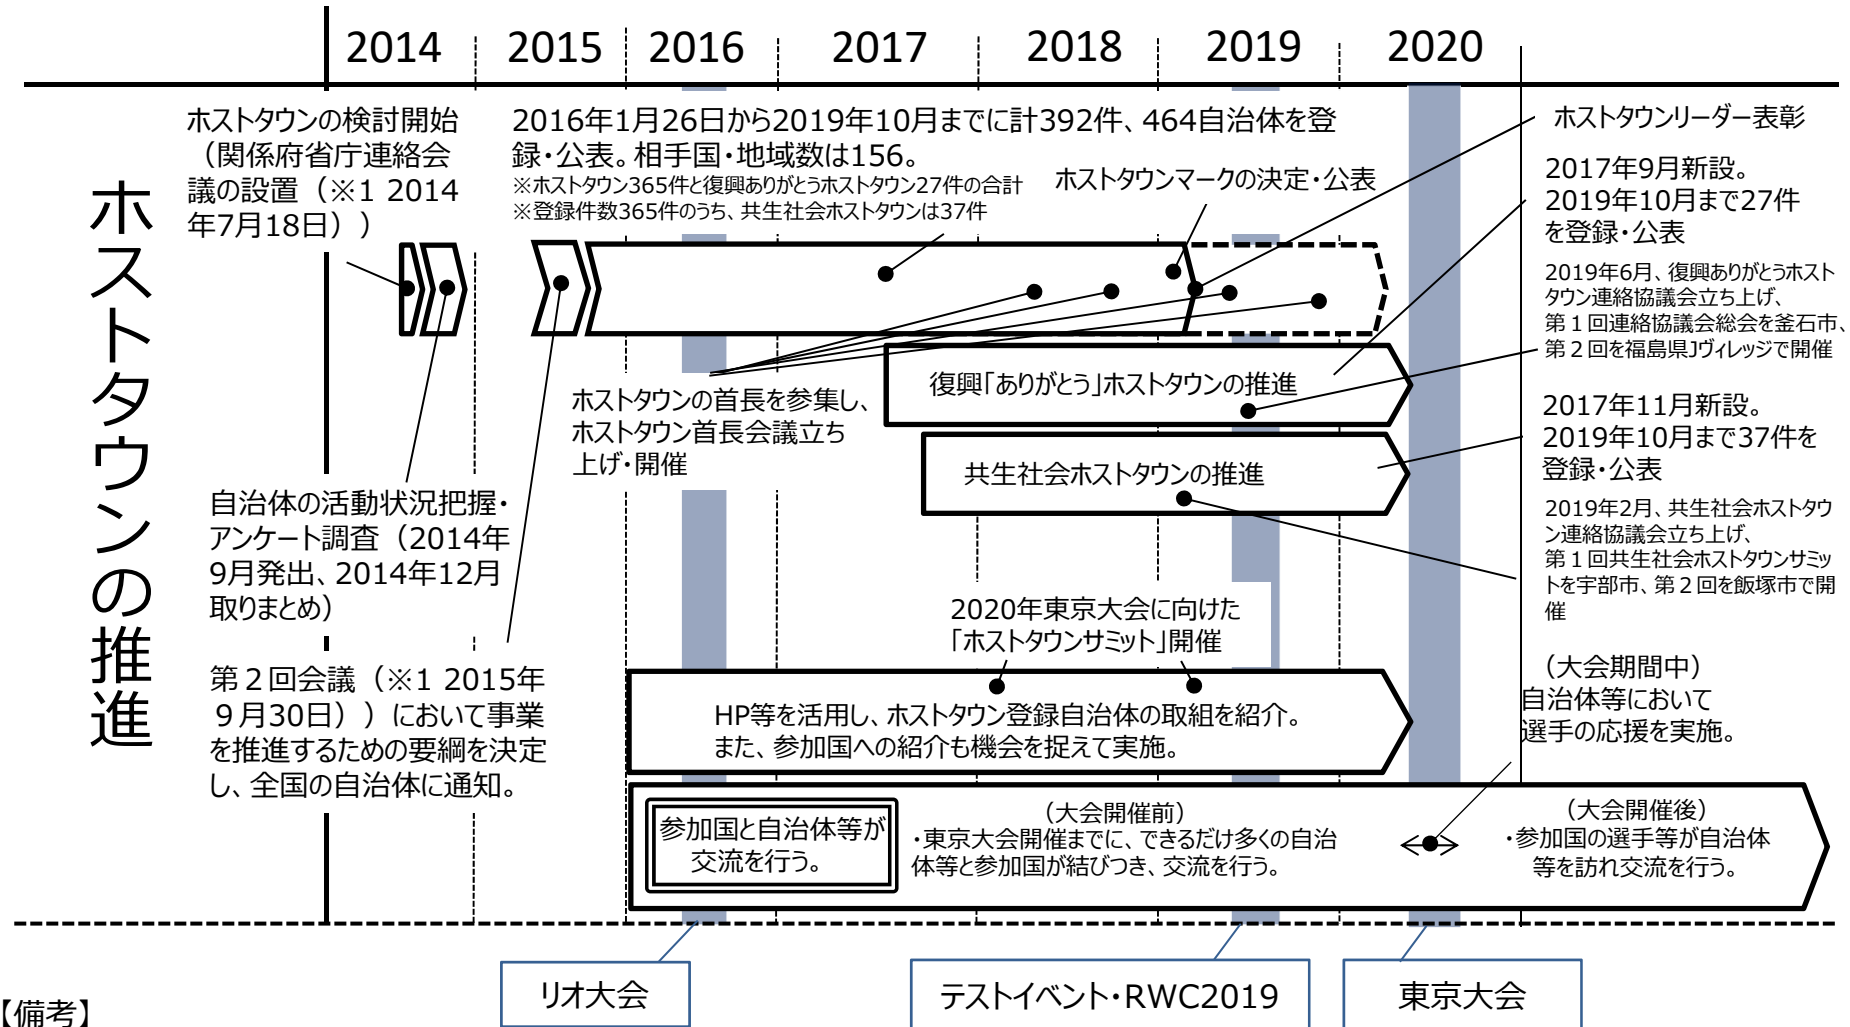 2014
2015
2016
2017
2018
2019
2020
ホストタウンの推進
ホストタウンの検討開始
（関係府省庁連絡会
議の設置（※1 2014
年7月18日））
2016年1月26日から2019年10月までに計392件、464自治体を登
録・公表。相手国・地域数は156。
※ホストタウン365件と復興ありがとうホストタウン27件の合計
※登録件数365件のうち、共生社会ホストタウンは37件
ホストタウンマークの決定・公表
ホストタウンリーダー表彰
2017年9月新設。
2019年10月まで27件
を登録・公表
2019年6月、復興ありがとうホスト
タウン連絡協議会立ち上げ、
第１回連絡協議会総会を釜石市、
第２回を福島県Jヴィレッジで開催
復興「ありがとう」ホストタウンの推進
ホストタウンの首長を参集し、
ホストタウン首長会議立ち
上げ・開催
2017年11月新設。
2019年10月まで37件を
登録・公表
共生社会ホストタウンの推進
2019年2月、共生社会ホストタウ
ン連絡協議会立ち上げ、
第１回共生社会ホストタウンサミッ
トを宇部市、第２回を飯塚市で開
催
自治体の活動状況把握・
アンケート調査（2014年
9月発出、2014年12月
取りまとめ）
2020年東京大会に向けた
「ホストタウンサミット」開催
第２回会議（※1 2015年
９月30日））において事業
を推進するための要綱を決定
し、全国の自治体に通知。
HP等を活用し、ホストタウン登録自治体の取組を紹介。
また、参加国への紹介も機会を捉えて実施。
（大会期間中）
自治体等において
選手の応援を実施。
参加国と自治体等が
交流を行う。
（大会開催前）
・東京大会開催までに、できるだけ多くの自治
体等と参加国が結びつき、交流を行う。
（大会開催後）
・参加国の選手等が自治体
等を訪れ交流を行う。
リオ大会
テストイベント・RWC2019
東京大会
【備考】